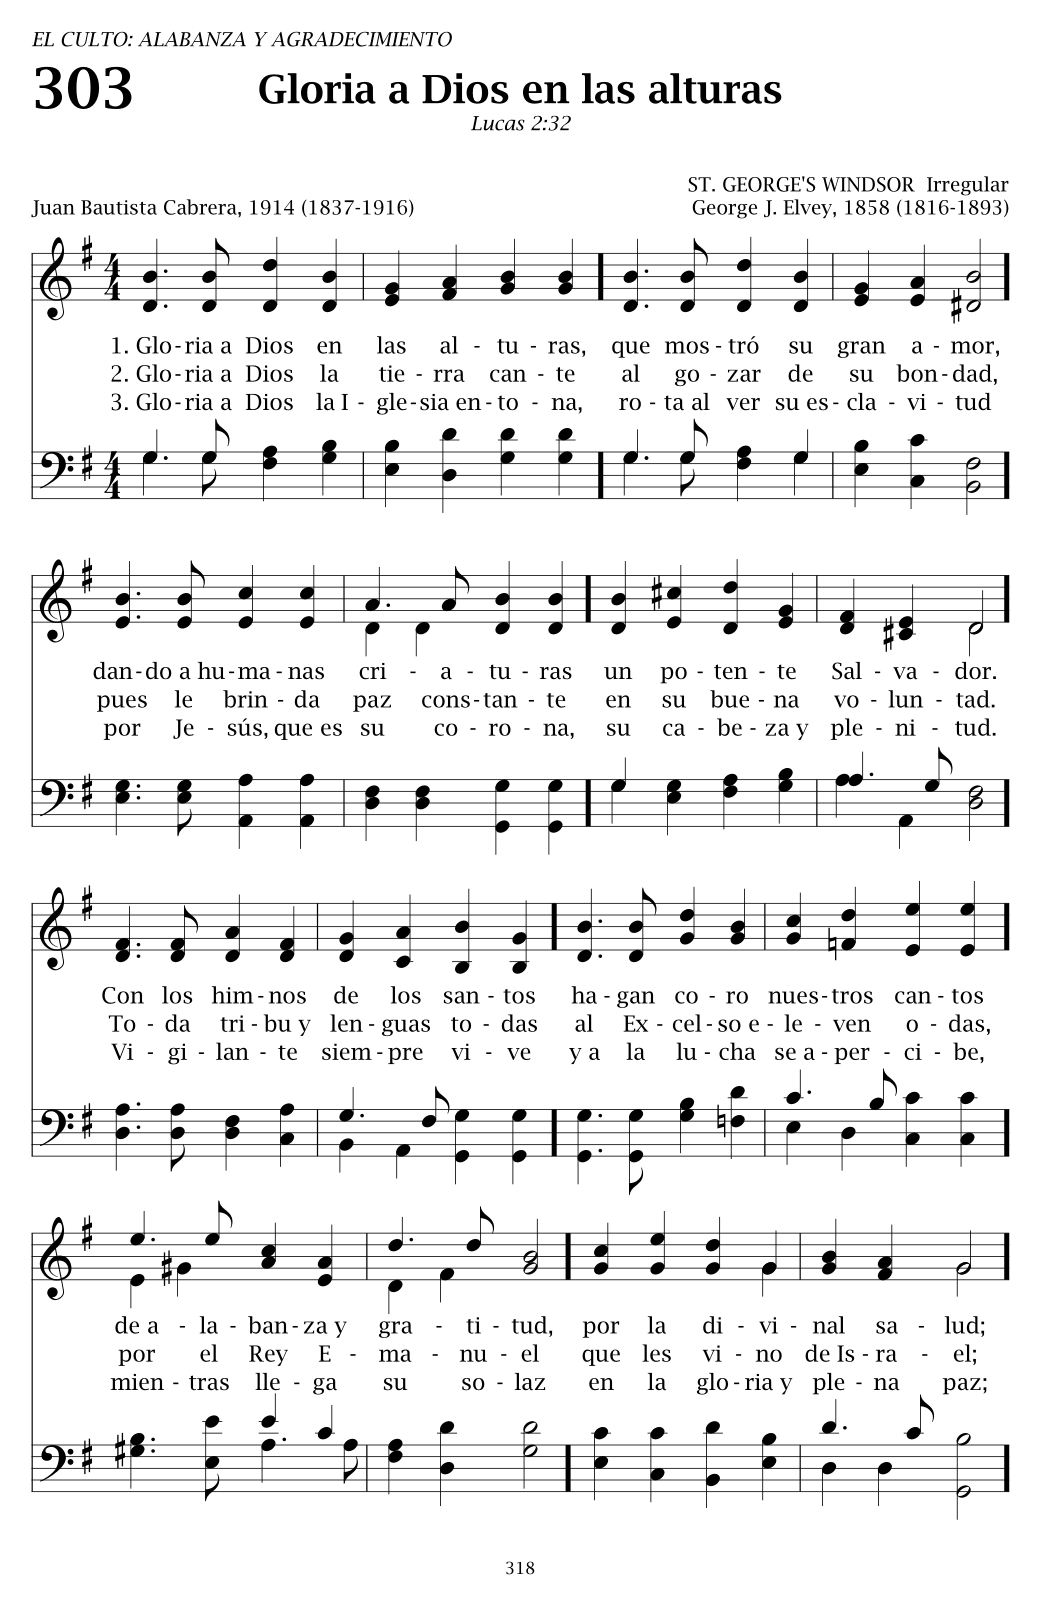 EL CULTO: ALABANZA Y AGRADECIMIENTO
303 Gloria a Dios en las alturas
Lucas 2:32
ST. GEORGE'S WINDSOR Irregular
Juan Bautista Cabrera, 1914 (1837-1916) George J. Elvey, 1858 (1816-1893)
1. Glo-ria a Dios en las al - tu - ras, que mos - tró su gran a - mor,
2. Glo-ria a Dios la tie - rra can - te al go - zar de su bon-dad,
3. Glo-ria a Dios la I - gle-sia en-to - na, ro - ta al ver su es-cla - vi - tud
dan-do a hu-ma - nas cri - a - tu - ras un po - ten - te Sal - va - dor.
pues le brin - da paz cons-tan - te en su bue - na vo - lun - tad.
por Je - sús, que es su co - ro - na, su ca - be - za y ple - ni - tud.
Con los him-nos de los san - tos ha-gan co - ro nues-tros can - tos
To - da tri - bu y len - guas to - das al Ex - cel - so e - le - ven o - das,
Vi - gi - lan - te siem - pre vi - ve y a la lu - cha se a - per - ci - be,
de a - la - ban - za y gra - ti - tud, por la di - vi - nal sa - lud;
por el Rey E - ma - nu - el que les vi - no de Is - ra - el;
mien - tras lle - ga su so - laz en la glo - ria y ple - na paz;
318